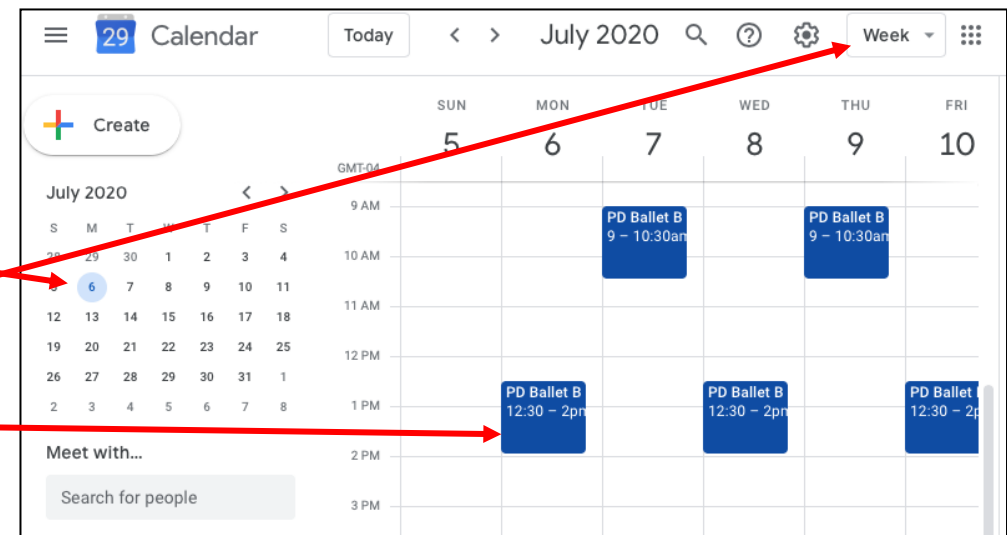 29 Calendar Today July 2020 Week
Create
SUN MON TUE WED THU FRI
5 6 7 8 9 10
GMT-04
July 2020
S M T W T F S
28 29 30 1 2 3 4
6 7 8 9 10 11
12 13 14 15 16 17 18
19 20 21 22 23 24 25
26 27 28 29 30 31 1
2 3 4 5 6 7 8
Meet with...
Search for people
9 AM
10 AM
11 AM
12 PM
1 PM
2 PM
3 PM
PD Ballet B
9 – 10:30am
PD Ballet B
9 – 10:30am
PD Ballet B
12:30 – 2pm
PD Ballet B
12:30 – 2pm
PD Ballet
12:30 – 2p